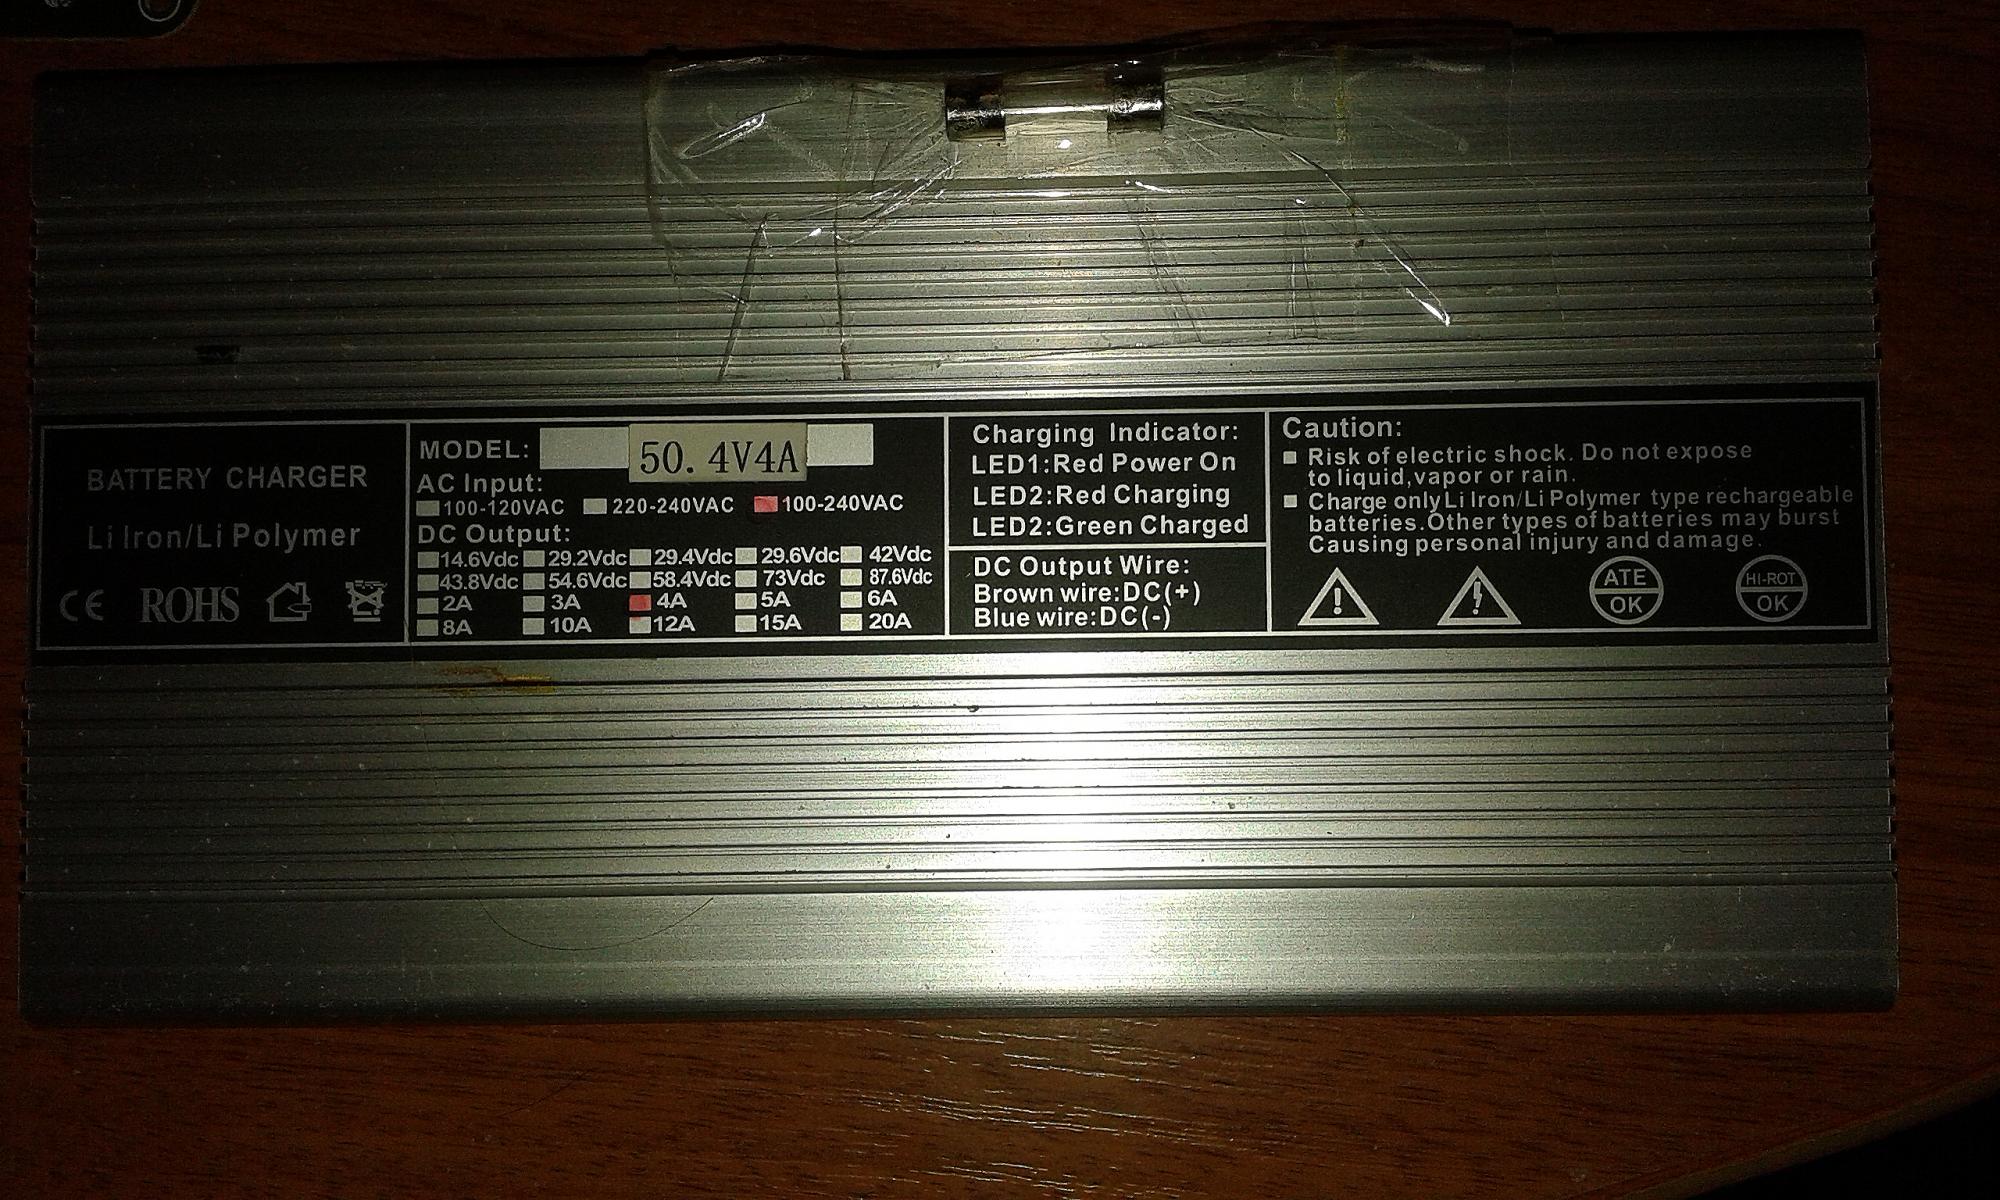 BATTERY CHARGER
Li Iron/Li Polymer
CE ROHS
MODEL: 50.4V4A
AC Input:
100-120VAC 220-240VAC 100-240VAC
DC Output:
14.6Vdc 29.2Vdc 29.4Vdc 29.6Vdc 42Vdc
43.8Vdc 54.6Vdc 58.4Vdc 73Vdc 87.6Vdc
2A 3A 4A 5A 6A
8A 10A 12A 15A 20A
Charging Indicator:
LED1:Red Power On
LED2:Red Charging
LED2:Green Charged
DC Output Wire:
Brown wire:DC(+)
Blue wire:DC(-)
Caution:
Risk of electric shock. Do not expose
to liquid,vapor or rain.
Charge only Li Iron/Li Polymer type rechargeable
batteries.Other types of batteries may burst
Causing personal injury and damage.
ATE
OK
HI-ROT
OK